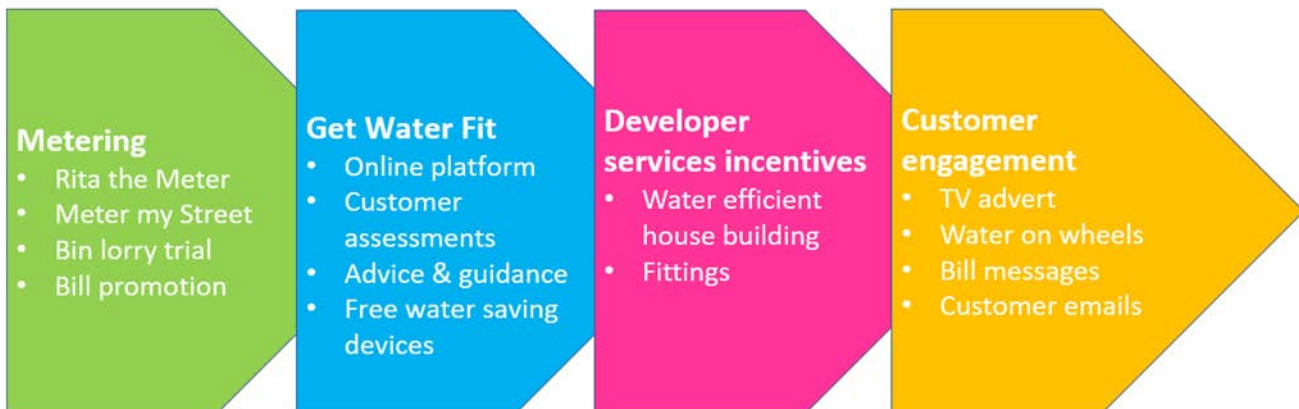 Metering
• Rita the Meter
• Meter my Street
• Bin lorry trial
• Bill promotion
Get Water Fit
• Online platform
• Customer
assessments
• Advice & guidance
• Free water saving
devices
Developer
services incentives
• Water efficient
house building
• Fittings
Customer
engagement
• TV advert
• Water on wheels
• Bill messages
• Customer emails